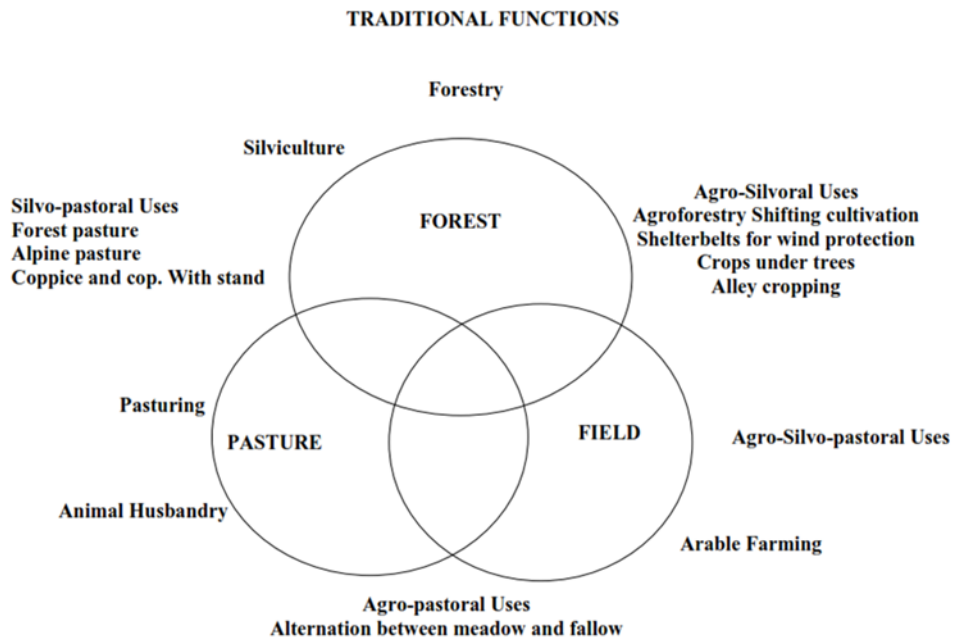 TRADITIONAL FUNCTIONS
Forestry
Silviculture
Silvo-pastoral Uses
Forest pasture
Alpine pasture
Coppice and cop. With stand
FOREST
Agro-Silvoral Uses
Agroforestry Shifting cultivation
Shelterbelts for wind protection
Crops under trees
Alley cropping
Pasturing
PASTURE
FIELD
Agro-Silvo-pastoral Uses
Animal Husbandry
Arable Farming
Agro-pastoral Uses
Alternation between meadow and fallow